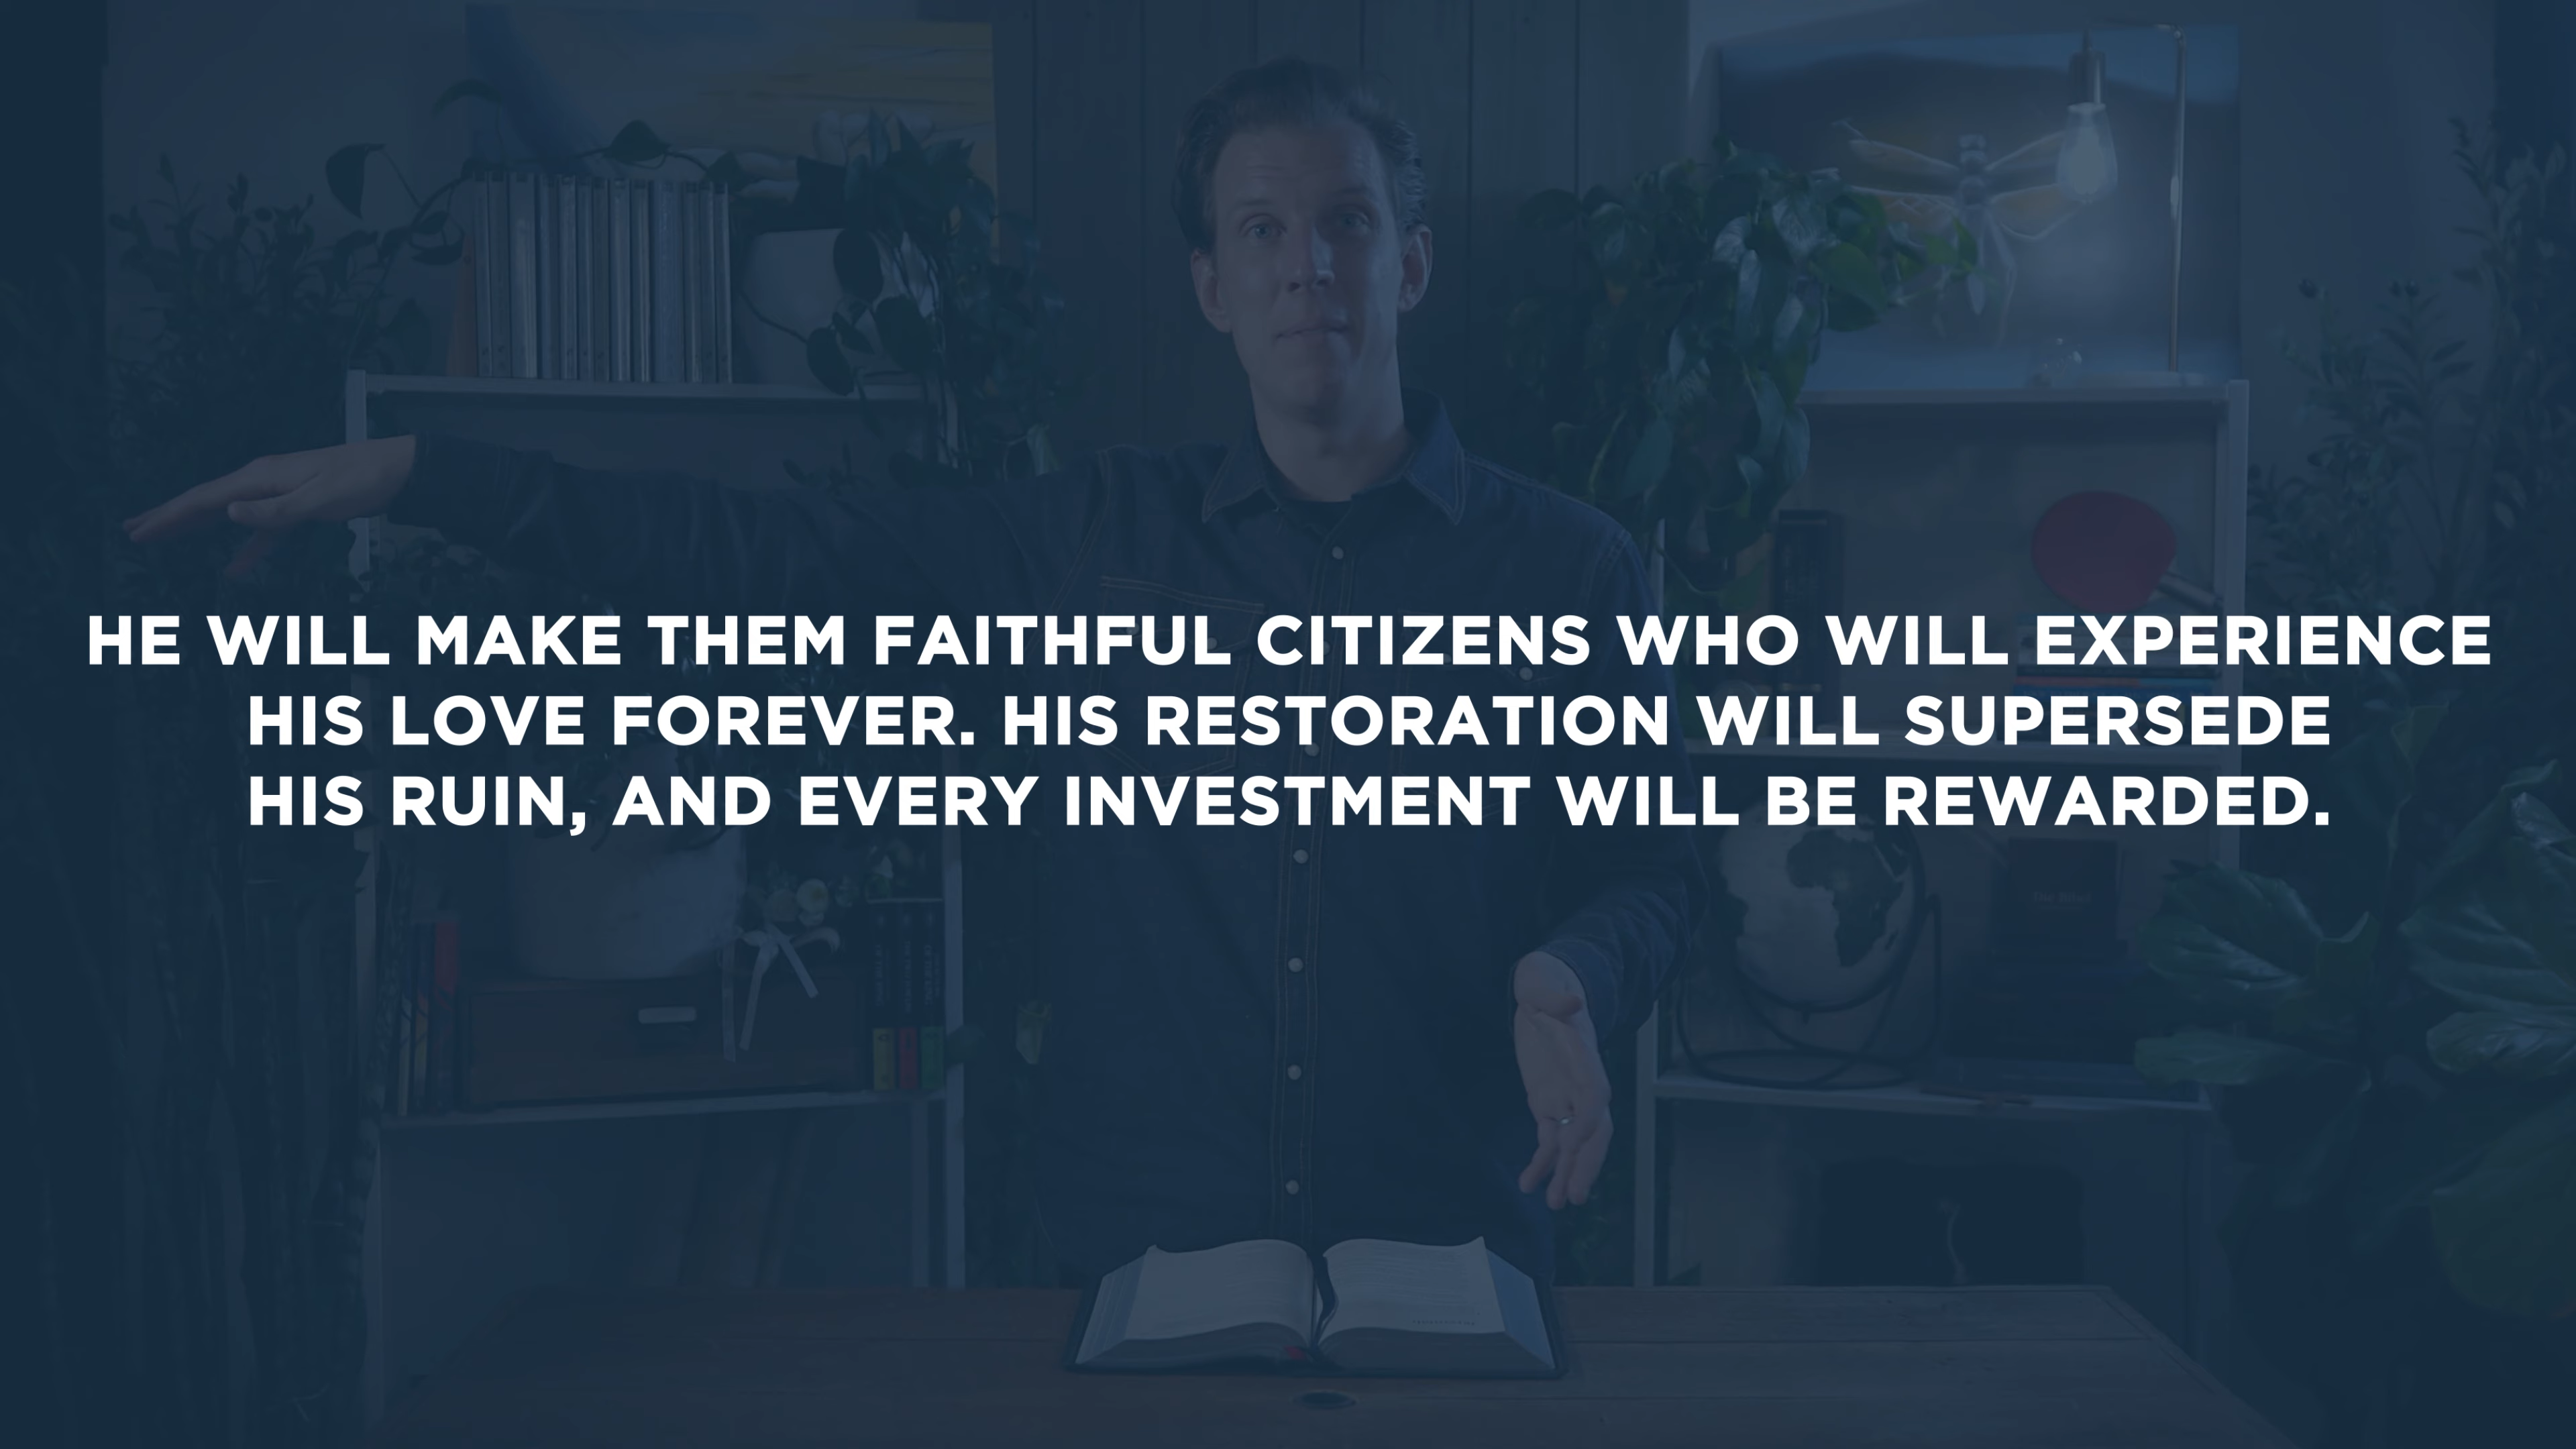 HE WILL MAKE THEM FAITHFUL CITIZENS WHO WILL EXPERIENCE
HIS LOVE FOREVER. HIS RESTORATION WILL SUPERSEDE
HIS RUIN, AND EVERY INVESTMENT WILL BE REWARDED.